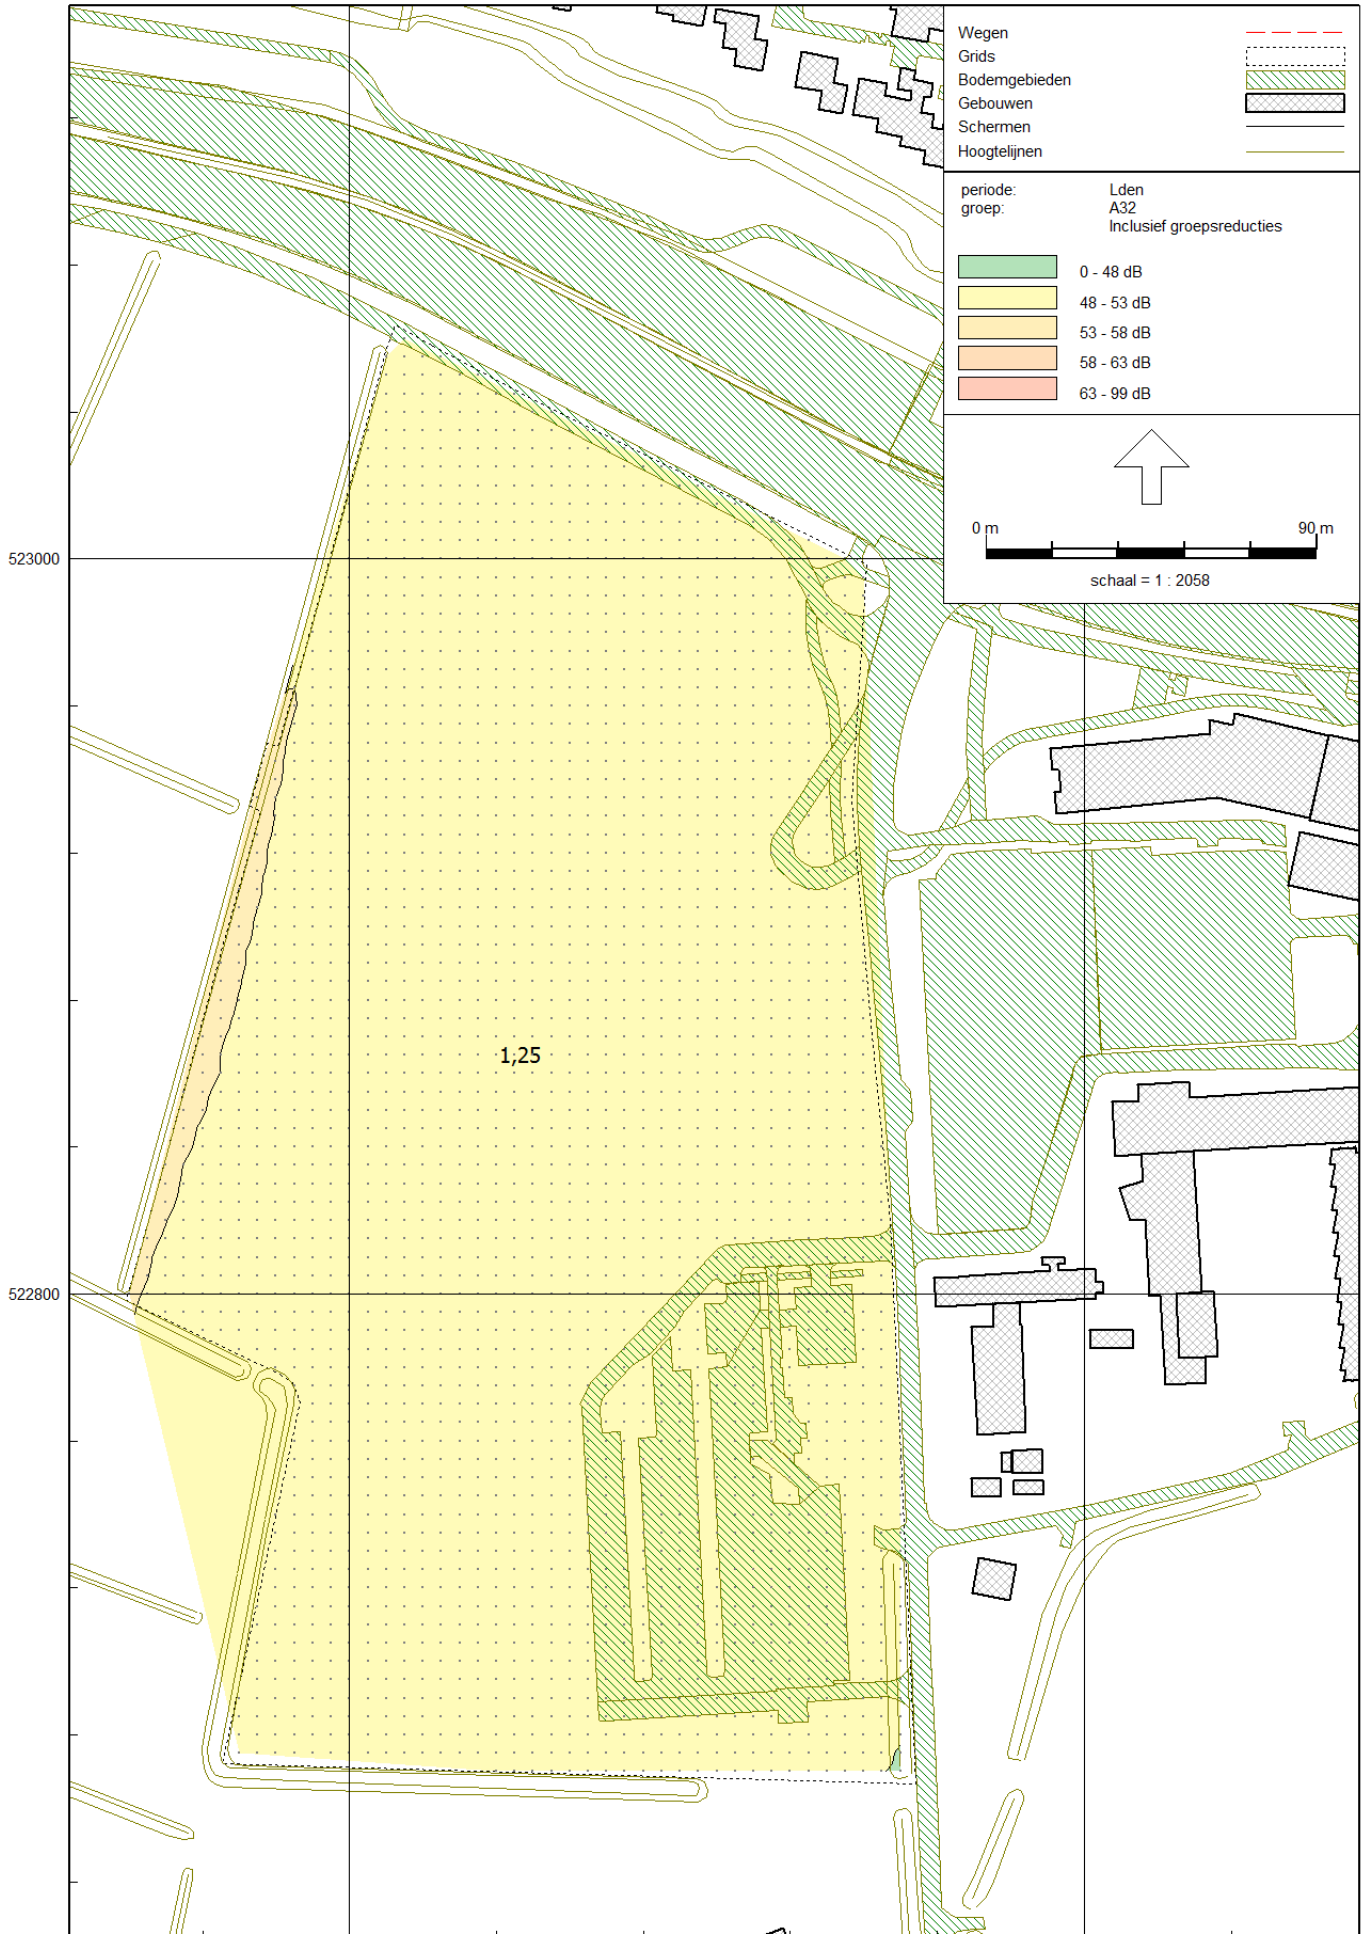 Wegen
Grids
Bodemgebieden
Gebouwen
Schermen
Hoogtelijnen
periode: Lden
groep: A32
Inclusief groepsreducties
0 - 48 dB
48 - 53 dB
53 - 58 dB
58 - 63 dB
63 - 99 dB
0 m 90 m
schaal = 1 : 2058
523000
1,25
522800